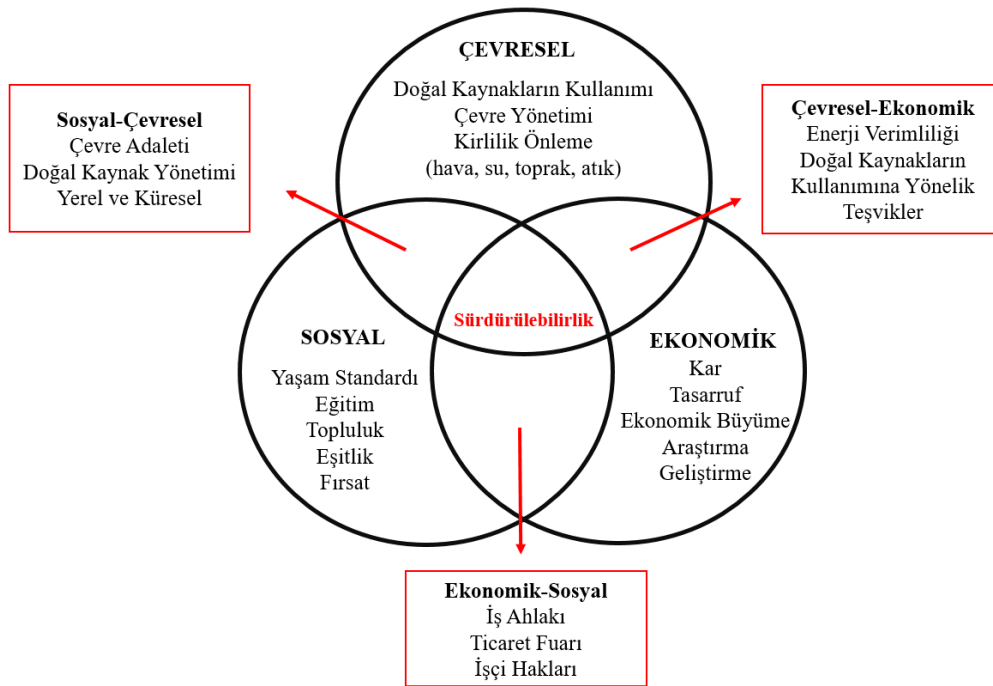 ÇEVRESEL
Doğal Kaynakların Kullanımı
Çevre Yönetimi
Kirlilik Önleme
(hava, su, toprak, atık)
Sosyal-Çevresel
Çevre Adaleti
Doğal Kaynak Yönetimi
Yerel ve Küresel
Çevresel-Ekonomik
Enerji Verimliliği
Doğal Kaynakların
Kullanımına Yönelik
Teşvikler
Sürdürülebilirlik
SOSYAL
Yaşam Standardı
Eğitim
Topluluk
Eşitlik
Fırsat
EKONOMİK
Kar
Tasarruf
Ekonomik Büyüme
Araştırma
Geliştirme
Ekonomik-Sosyal
İş Ahlakı
Ticaret Fuarı
İşçi Hakları